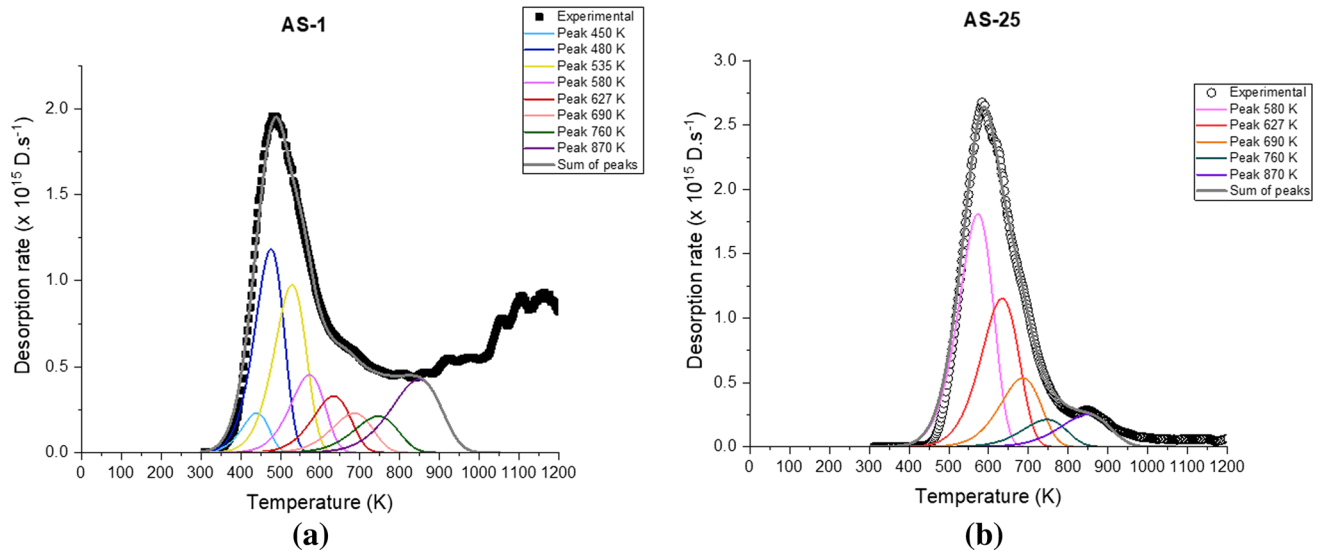 AS-1
Experimental
Peak 450 K
Peak 480 K
Peak 535 K
Peak 580 K
Peak 627 K
Peak 690 K
Peak 760 K
Peak 870 K
Sum of peaks
Desorption rate (x 10¹⁵ D.s⁻¹)
2.0
1.5
1.0
0.5
0.0
0 100 200 300 400 500 600 700 800 900 1000 1100 1200
Temperature (K)
(a)
AS-25
Experimental
Peak 580 K
Peak 627 K
Peak 690 K
Peak 760 K
Peak 870 K
Sum of peaks
Desorption rate (x 10¹⁵ D.s⁻¹)
3.0
2.5
2.0
1.5
1.0
0.5
0.0
0 100 200 300 400 500 600 700 800 900 1000 1100 1200
Temperature (K)
(b)